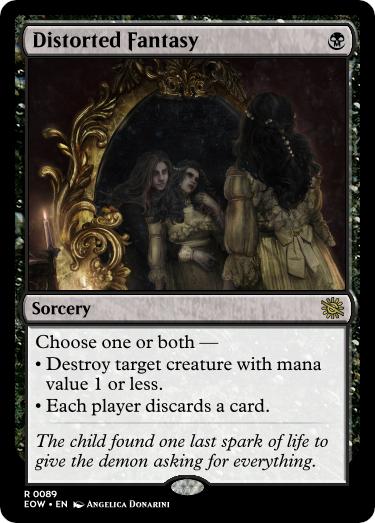 Distorted Fantasy
Sorcery
Choose one or both —
• Destroy target creature with mana
value 1 or less.
• Each player discards a card.
The child found one last spark of life to
give the demon asking for everything.
R 0089
EOW • EN Angelica Donarini